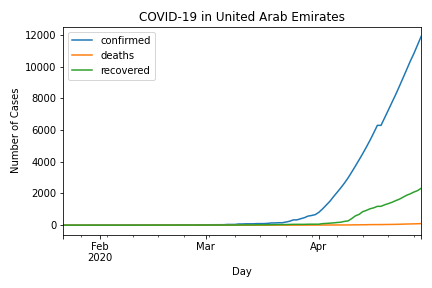 COVID-19 in United Arab Emirates
confirmed
deaths
recovered
12000
10000
8000
6000
4000
2000
0
Number of Cases
Feb
2020
Mar
Apr
Day